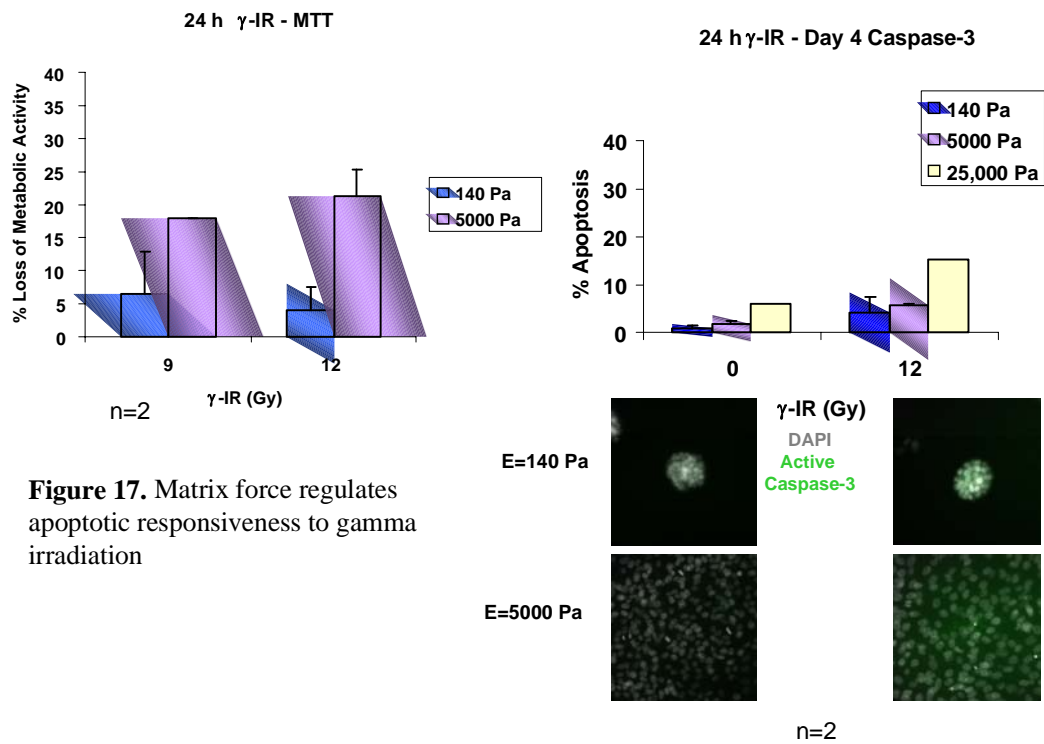 24 h γ-IR - MTT
% Loss of Metabolic Activity
40
35
30
25
20
15
10
5
0
9
12
γ-IR (Gy)
140 Pa
5000 Pa
n=2
Figure 17. Matrix force regulates
apoptotic responsiveness to gamma
irradiation
24 h γ-IR - Day 4 Caspase-3
140 Pa
5000 Pa
25,000 Pa
% Apoptosis
40
30
20
10
0
0
12
γ-IR (Gy)
DAPI
Active
Caspase-3
E=140 Pa
E=5000 Pa
n=2